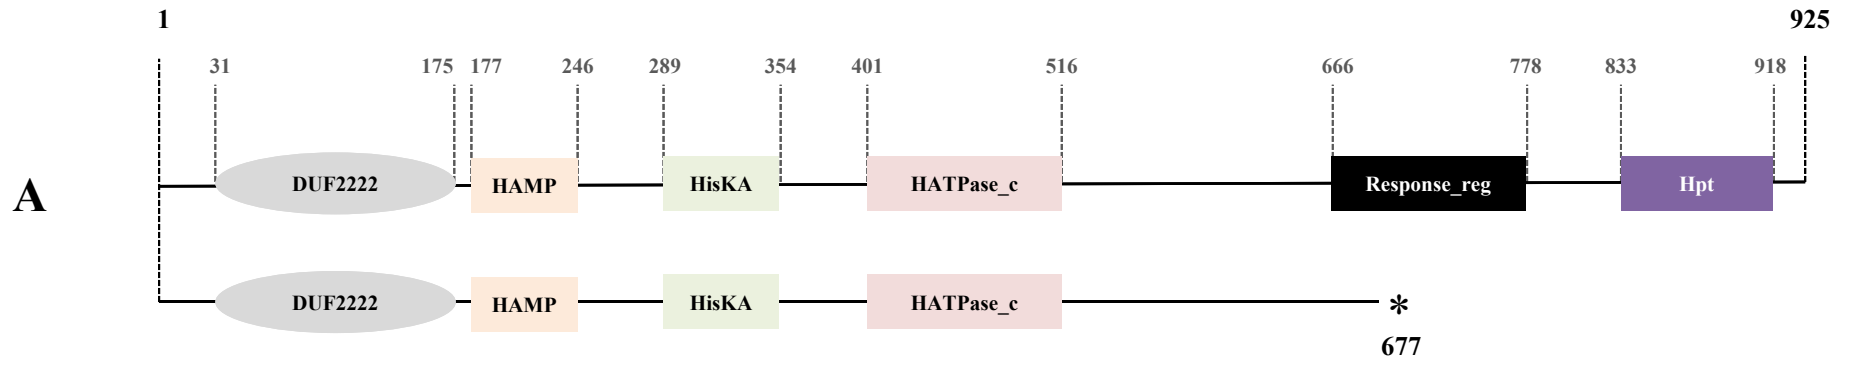 1 925
31 175 177 246 289 354 401 516 666 778 833 918
A
DUF2222 HAMP HisKA HATPase_c Response_reg Hpt
DUF2222 HAMP HisKA HATPase_c *
677